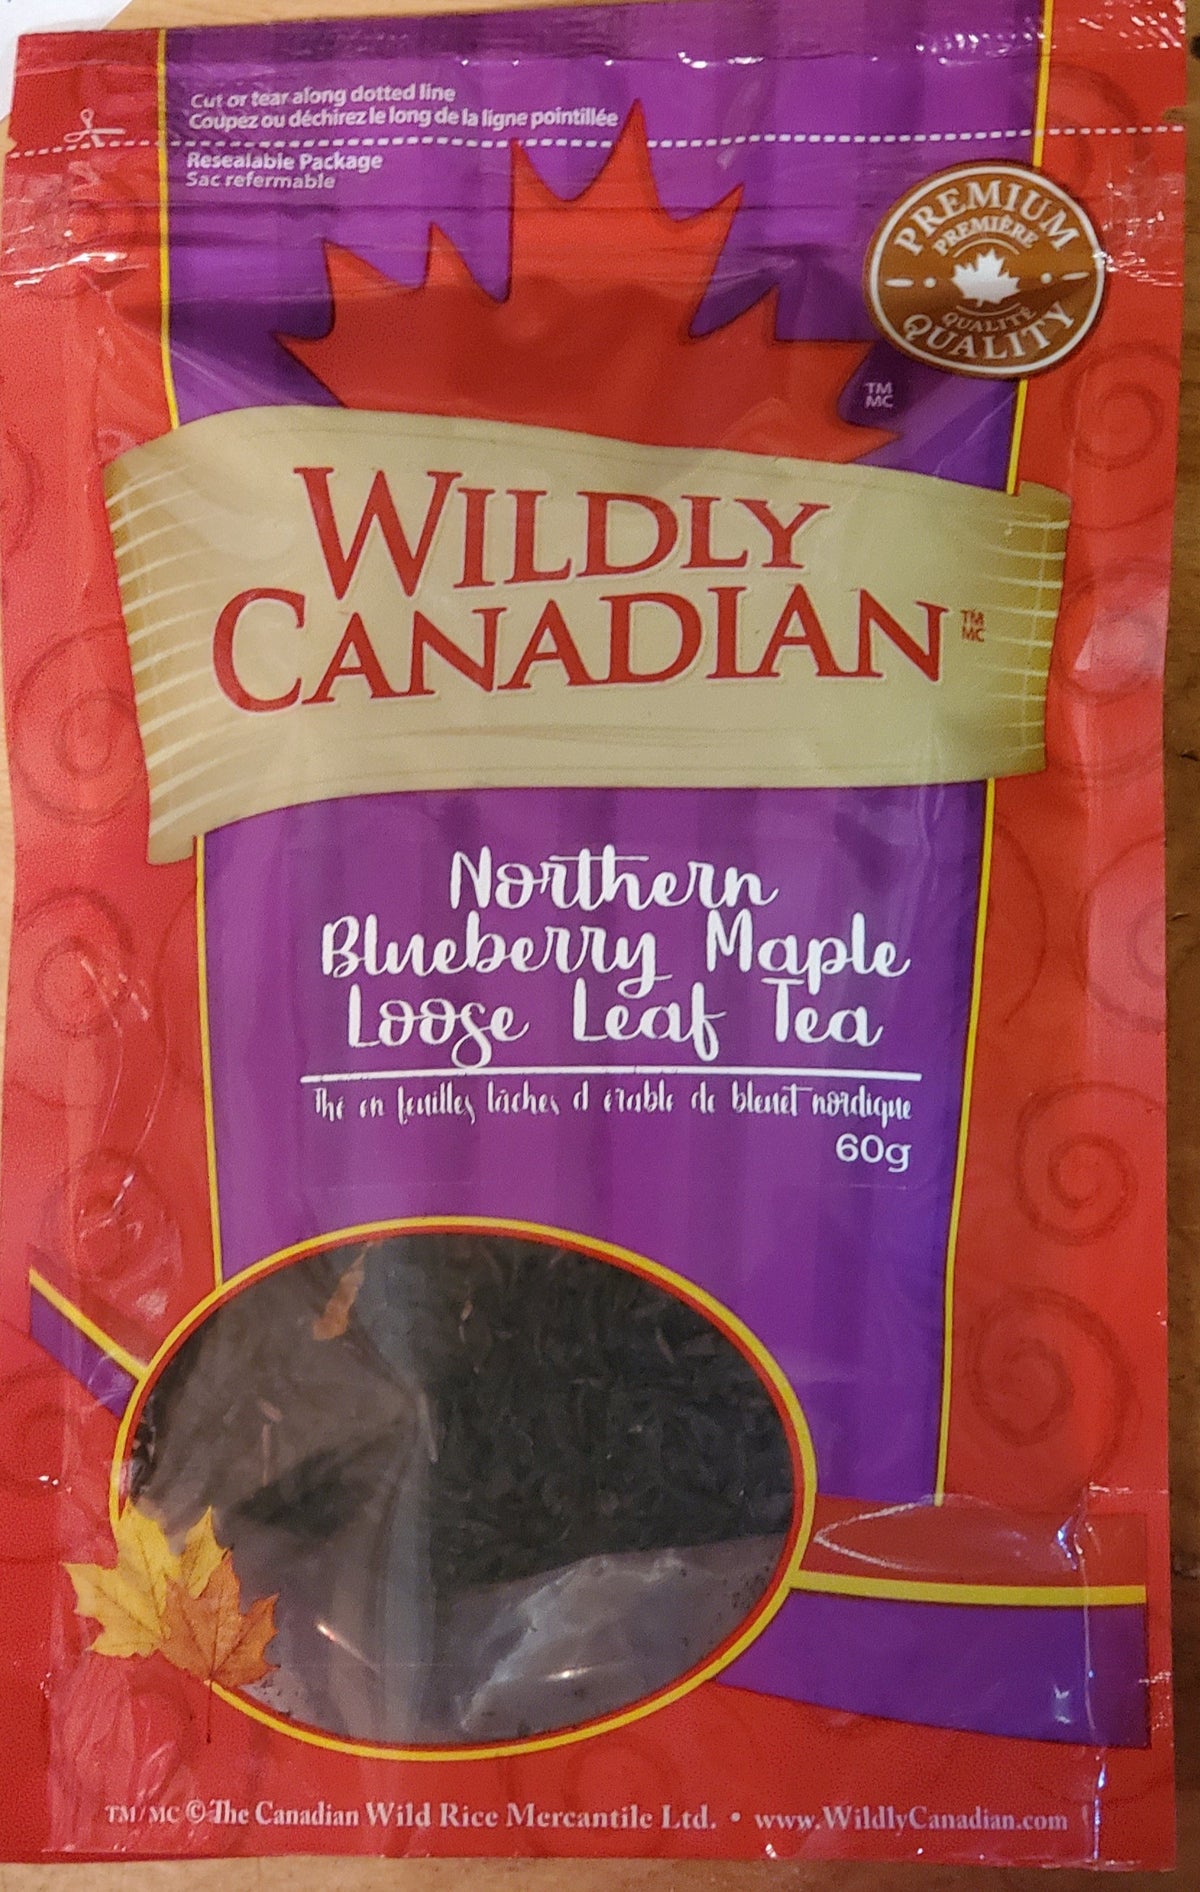 Cut or tear along dotted line
Coupez ou déchirez le long de la ligne pointillée
Resealable Package
Sac refermable
PREMIUM
PREMIÈRE
QUALITÉ
QUALITY
TM
MC
WILDLY
CANADIAN
TM
MC
Northern
Blueberry Maple
Loose Leaf Tea
Thé en feuilles lâches d érable de bleuet nordique
60g
TM/MC © The Canadian Wild Rice Mercantile Ltd. • www.WildlyCanadian.com